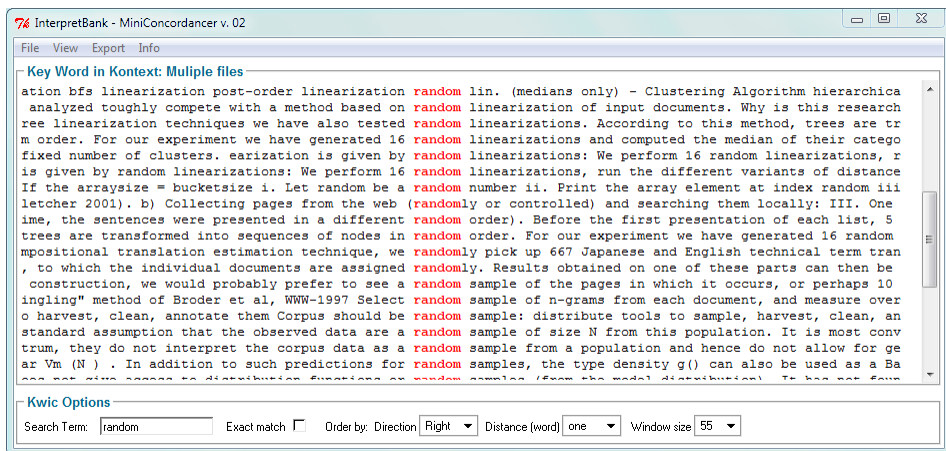 InterpretBank - MiniConcordancer v. 02
File View Export Info
Key Word in Kontext: Muliple files
ation bfs linearization post-order linearization random lin. (medians only) - Clustering Algorithm hierarchica
analyzed toughly compete with a method based on random linearization of input documents. Why is this research
ree linearization techniques we have also tested random linearizations. According to this method, trees are tr
m order. For our experiment we have generated 16 random linearizations and computed the median of their catego
fixed number of clusters. earization is given by random linearizations: We perform 16 random linearizations, r
is given by random linearizations: We perform 16 random linearizations, run the different variants of distance
If the arraysize = bucketsize i. Let random be a random number ii. Print the array element at index random iii
letcher 2001). b) Collecting pages from the web (randomly or controlled) and searching them locally: III. One
ime, the sentences were presented in a different random order). Before the first presentation of each list, 5
trees are transformed into sequences of nodes in random order. For our experiment we have generated 16 random
mpositional translation estimation technique, we randomly pick up 667 Japanese and English technical term tran
, to which the individual documents are assigned randomly. Results obtained on one of these parts can then be
construction, we would probably prefer to see a random sample of the pages in which it occurs, or perhaps 10
ingling" method of Broder et al, WWW-1997 Select random sample of n-grams from each document, and measure over
o harvest, clean, annotate them Corpus should be random sample: distribute tools to sample, harvest, clean, an
standard assumption that the observed data are a random sample of size N from this population. It is most conv
trum, they do not interpret the corpus data as a random sample from a population and hence do not allow for ge
ar Vm (N ) . In addition to such predictions for random samples, the type density g() can also be used as a Ba
not give access to distribution functions or random samples (from the model distribution). It has not foun
Kwic Options
Search Term: random Exact match Order by: Direction Right Distance (word) one Window size 55